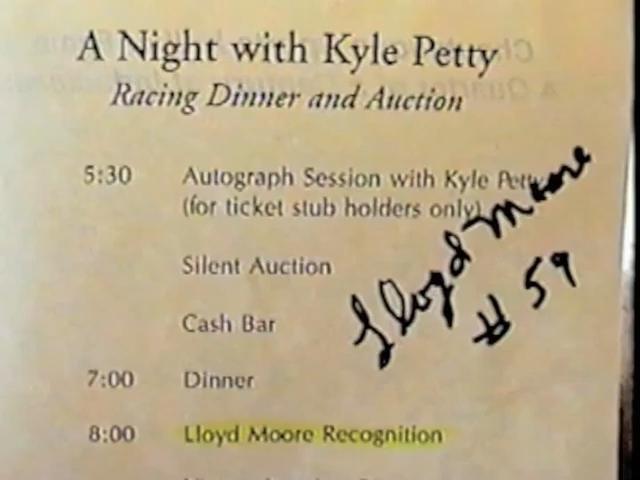 A Night with Kyle Petty
Racing Dinner and Auction
5:30 Autograph Session with Kyle Petty
(for ticket stub holders only)
Lloyd Moore
# 59
Silent Auction
Cash Bar
7:00 Dinner
8:00 Lloyd Moore Recognition